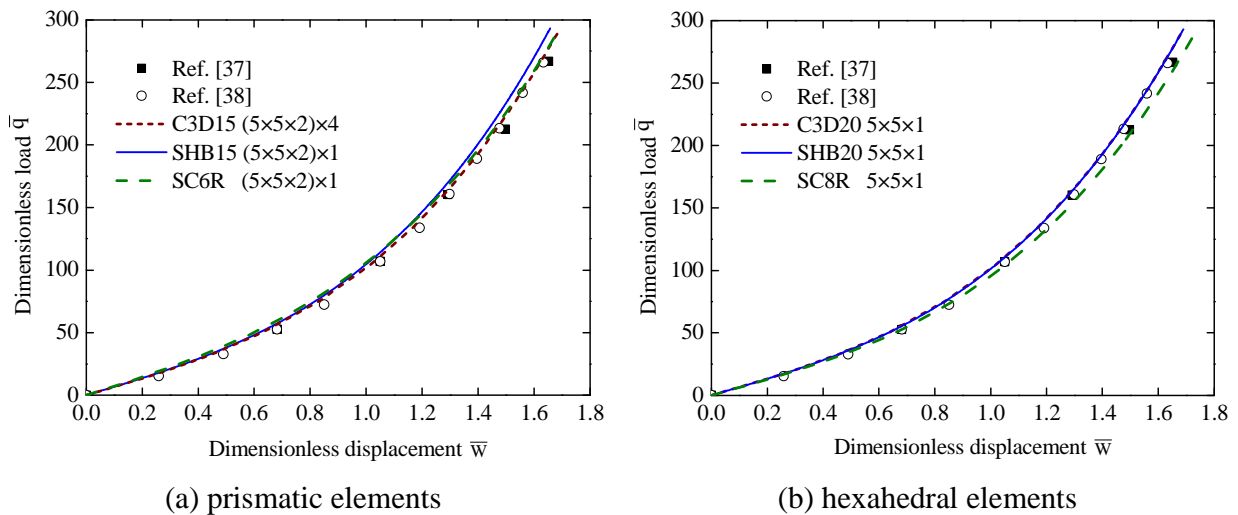 300
250
200
150
100
50
0
Dimensionless load q̅
Ref. [37]
Ref. [38]
C3D15 (5×5×2)×4
SHB15 (5×5×2)×1
SC6R (5×5×2)×1
0.0 0.2 0.4 0.6 0.8 1.0 1.2 1.4 1.6 1.8
Dimensionless displacement w̅
(a) prismatic elements
300
250
200
150
100
50
0
Dimensionless load q̅
Ref. [37]
Ref. [38]
C3D20 5×5×1
SHB20 5×5×1
SC8R 5×5×1
0.0 0.2 0.4 0.6 0.8 1.0 1.2 1.4 1.6 1.8
Dimensionless displacement w̅
(b) hexahedral elements